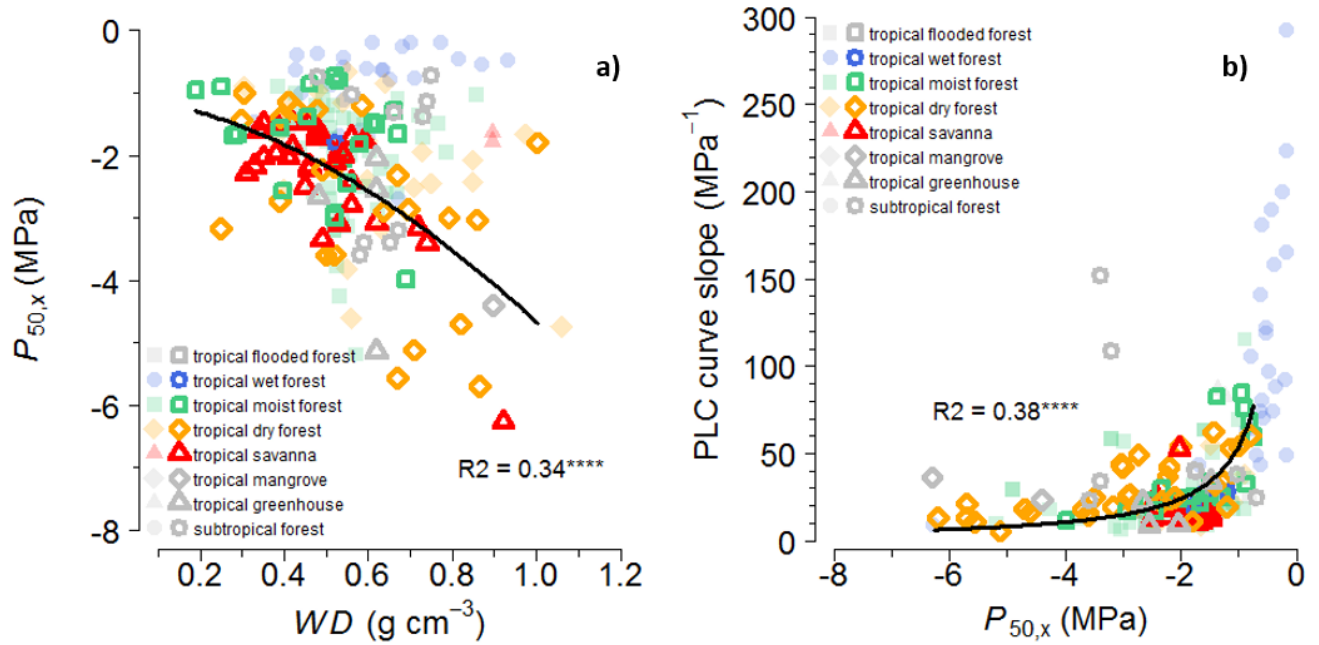 a)
0
-2
-4
-6
-8
P50,x (MPa)
tropical flooded forest
tropical wet forest
tropical moist forest
tropical dry forest
tropical savanna
tropical mangrove
tropical greenhouse
subtropical forest
R2 = 0.34****
0.2 0.4 0.6 0.8 1.0 1.2
WD (g cm⁻³)
b)
300
250
200
150
100
50
0
PLC curve slope (MPa⁻¹)
tropical flooded forest
tropical wet forest
tropical moist forest
tropical dry forest
tropical savanna
tropical mangrove
tropical greenhouse
subtropical forest
R2 = 0.38****
-8 -6 -4 -2 0
P50,x (MPa)